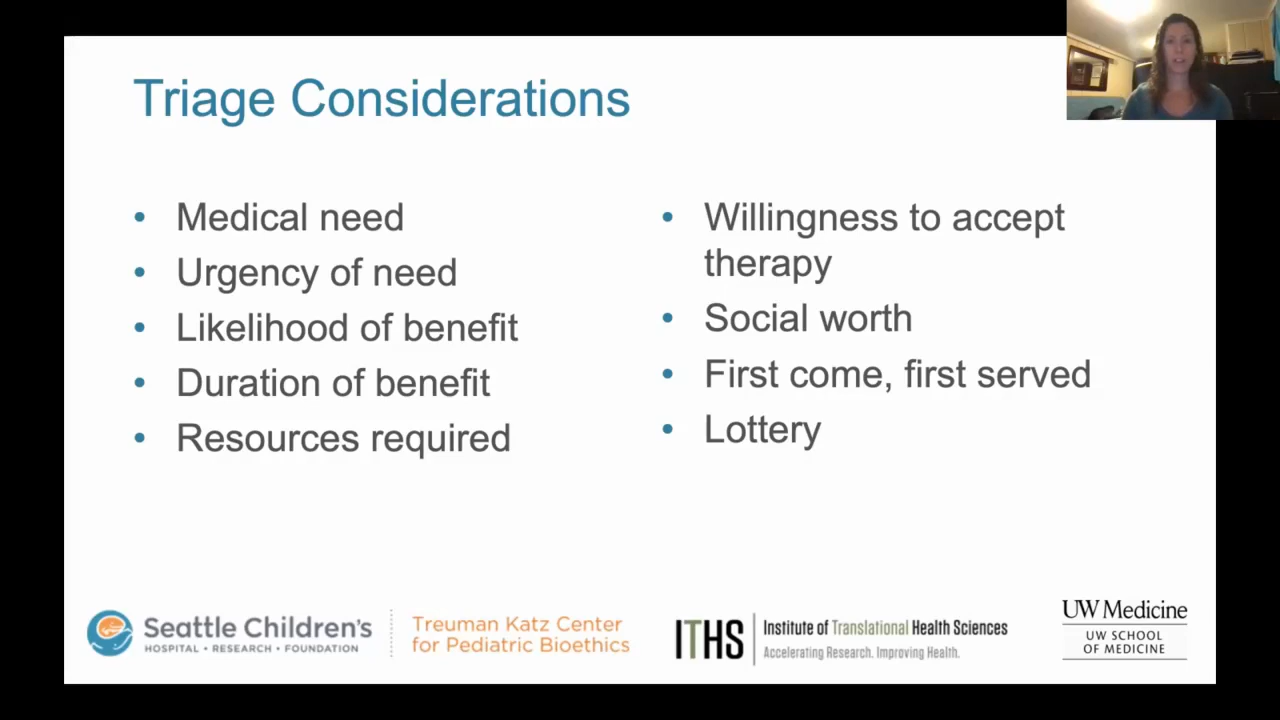 Triage Considerations
• Medical need
• Urgency of need
• Likelihood of benefit
• Duration of benefit
• Resources required
• Willingness to accept
therapy
• Social worth
• First come, first served
• Lottery
Seattle Children's
HOSPITAL • RESEARCH • FOUNDATION
Treuman Katz Center
for Pediatric Bioethics
ITHS
Institute of Translational Health Sciences
Accelerating Research. Improving Health.
UW Medicine
UW SCHOOL
OF MEDICINE